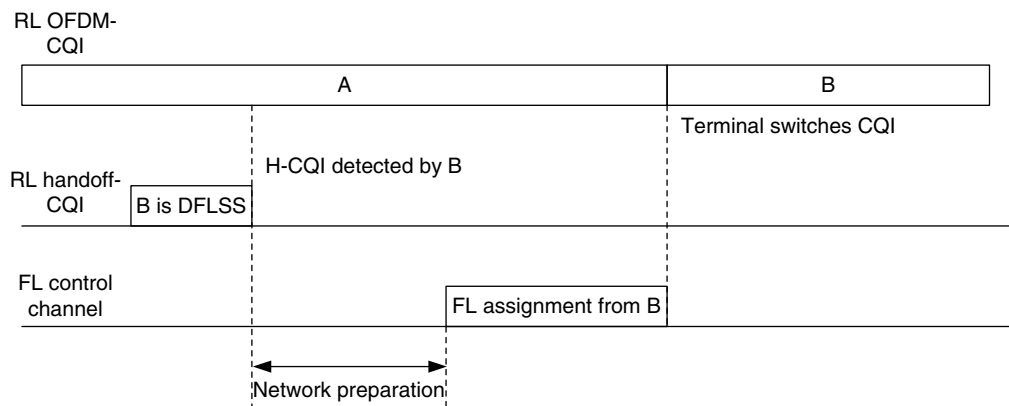 RL OFDM-
CQI
A
B
Terminal switches CQI
H-CQI detected by B
RL handoff-
CQI
B is DFLSS
FL control
channel
FL assignment from B
Network preparation